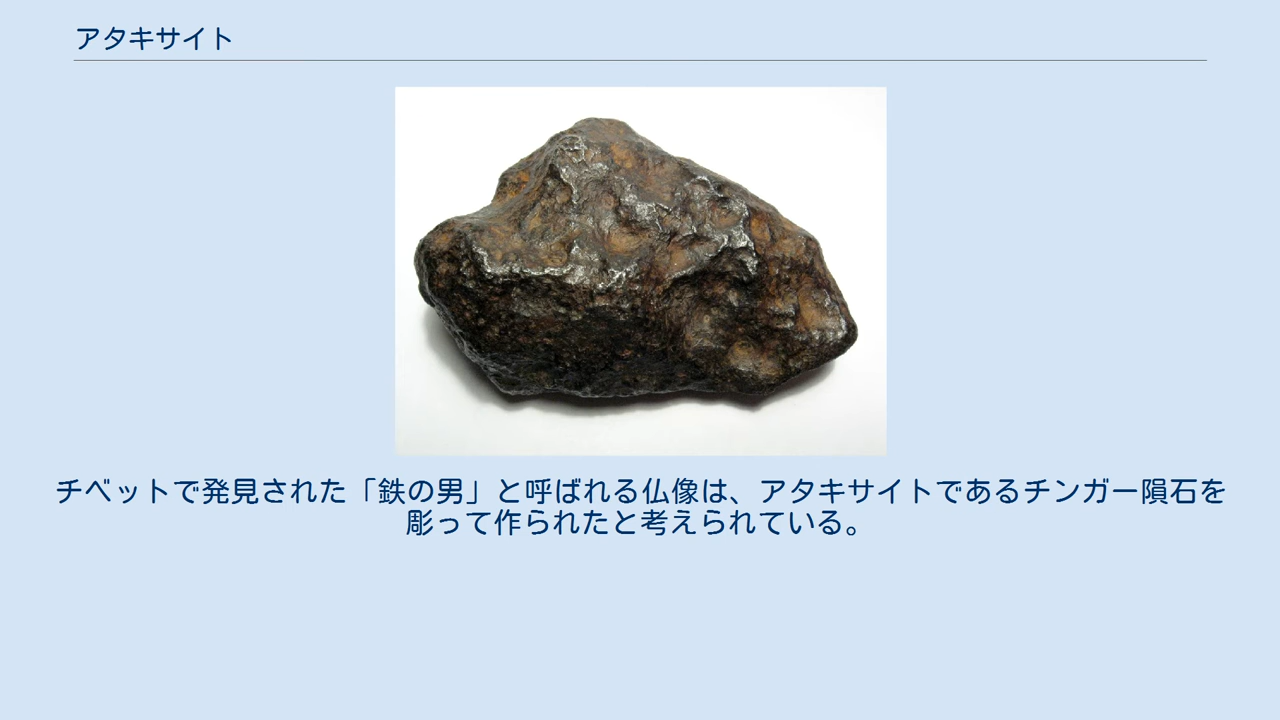 アタキサイト
チベットで発見された「鉄の男」と呼ばれる仏像は、アタキサイトであるチンガー隕石を
彫って作られたと考えられている。